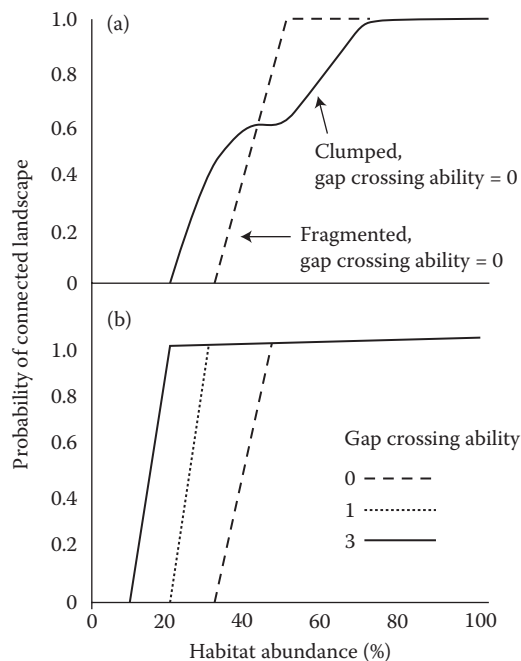 (a)
1.0
0.8
0.6
0.4
0.2
0
Clumped,
gap crossing ability = 0
Fragmented,
gap crossing ability = 0
Probability of connected landscape
(b)
1.0
0.8
0.6
0.4
0.2
0
Gap crossing ability
0
1
3
0 20 40 60 80 100
Habitat abundance (%)